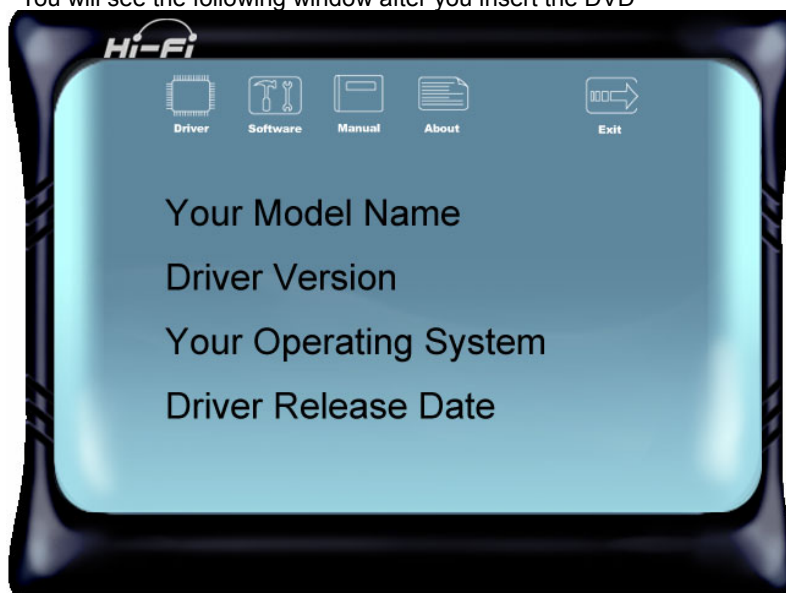 You will see the following window after you insert the DVD
Hi-Fi
Driver Software Manual About Exit
Your Model Name
Driver Version
Your Operating System
Driver Release Date